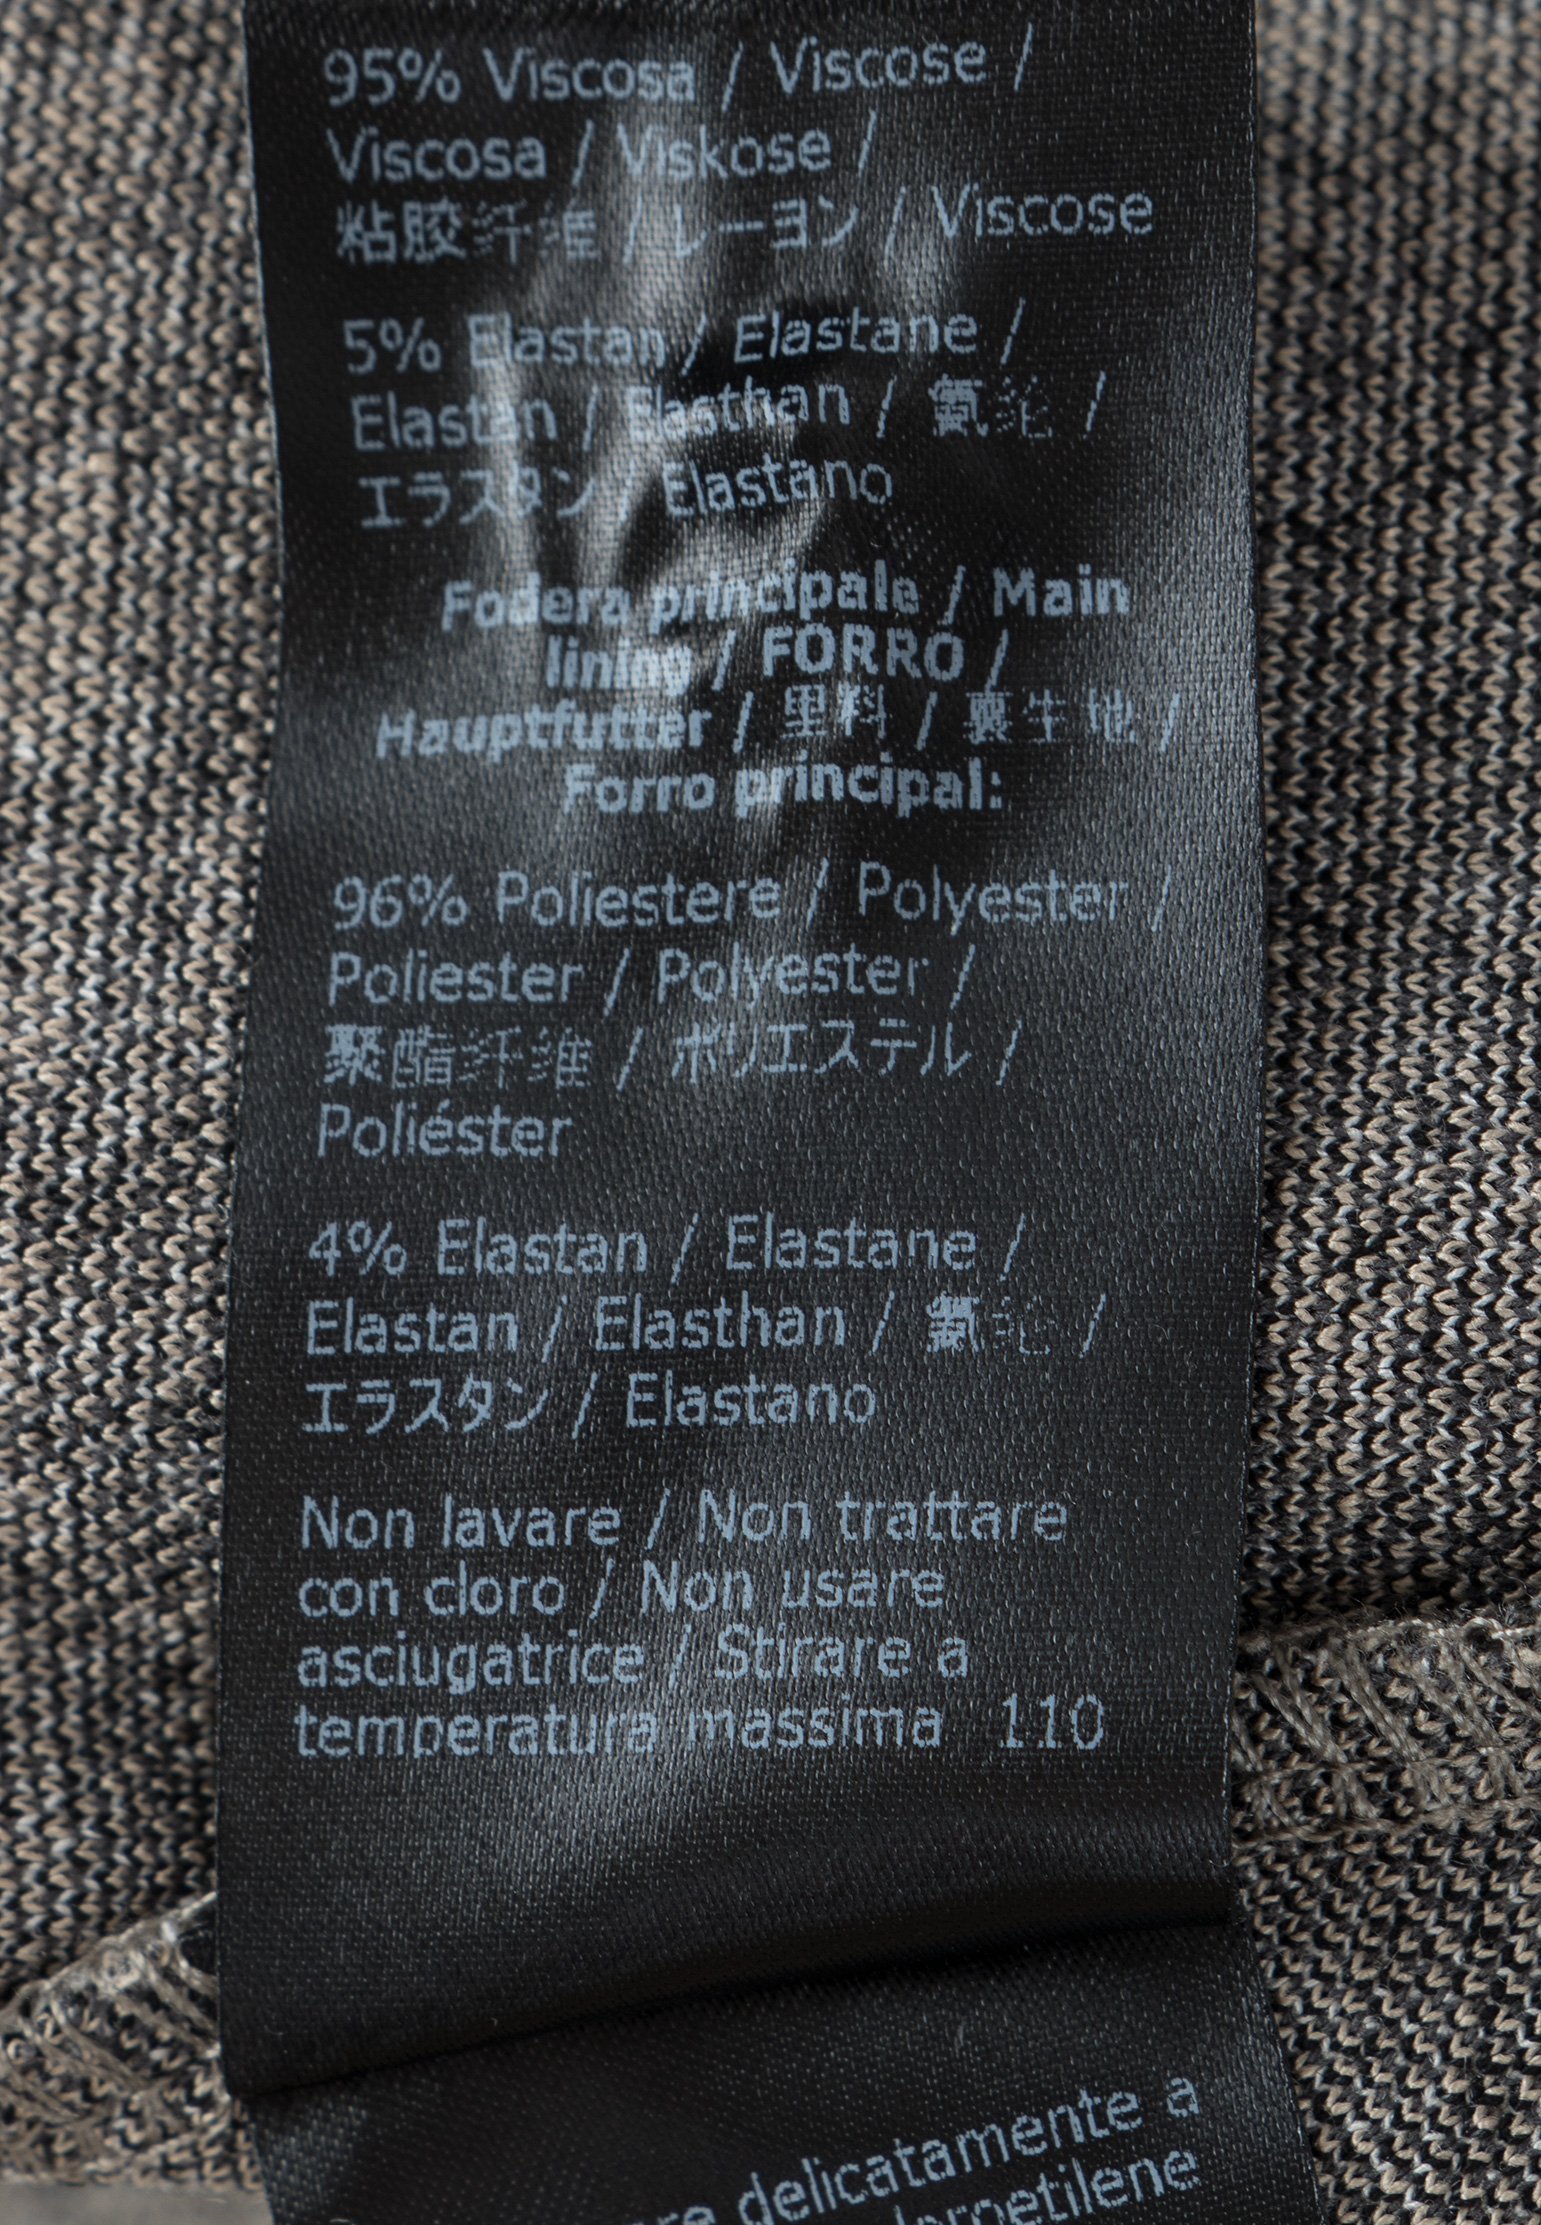 95% Viscosa / Viscose /
Viscosa / Viskose /
粘胶纤维 / レーヨン / Viscose
5% Elastan / Elastane /
Elastan / Elasthan / 氨纶 /
エラスタン / Elastano
Fodera principale / Main
lining / FORRO /
Hauptfutter / 里料 / 裏生地 /
Forro principal:
96% Poliestere / Polyester /
Poliester / Polyester /
聚酯纤维 / ポリエステル /
Poliéster
4% Elastan / Elastane /
Elastan / Elasthan / 氨纶 /
エラスタン / Elastano
Non lavare / Non trattare
con cloro / Non usare
asciugatrice / Stirare a
temperatura massima 110
delicatamente a